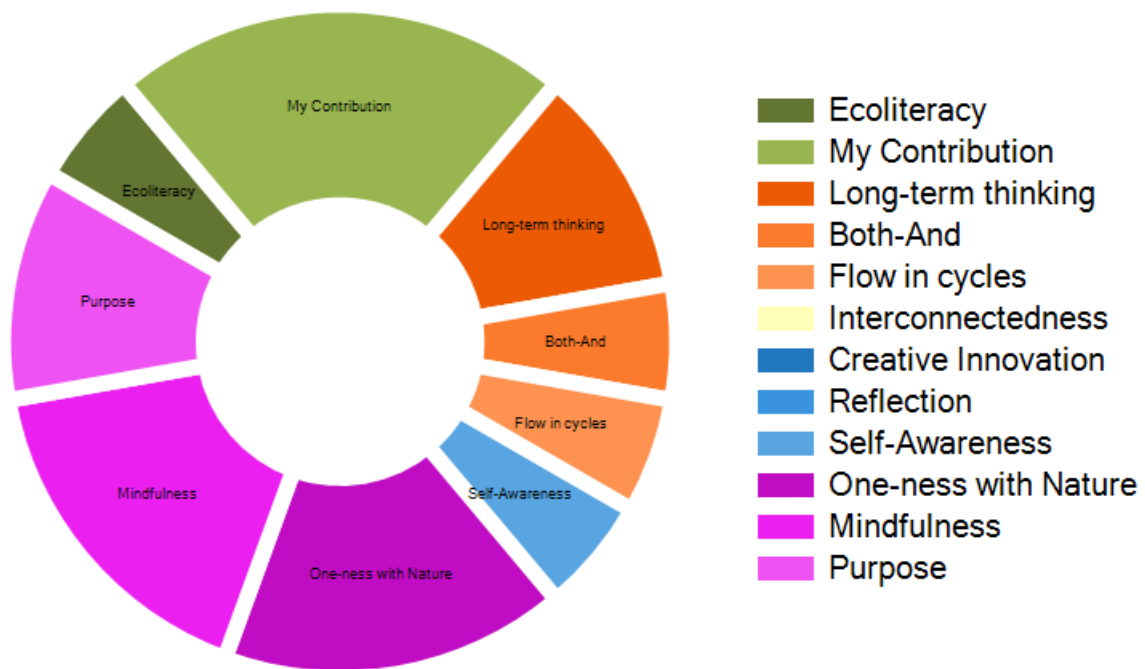 My Contribution
Ecoliteracy
Long-term thinking
Purpose
Both-And
Flow in cycles
Mindfulness
Self-Awareness
One-ness with Nature
Ecoliteracy
My Contribution
Long-term thinking
Both-And
Flow in cycles
Interconnectedness
Creative Innovation
Reflection
Self-Awareness
One-ness with Nature
Mindfulness
Purpose